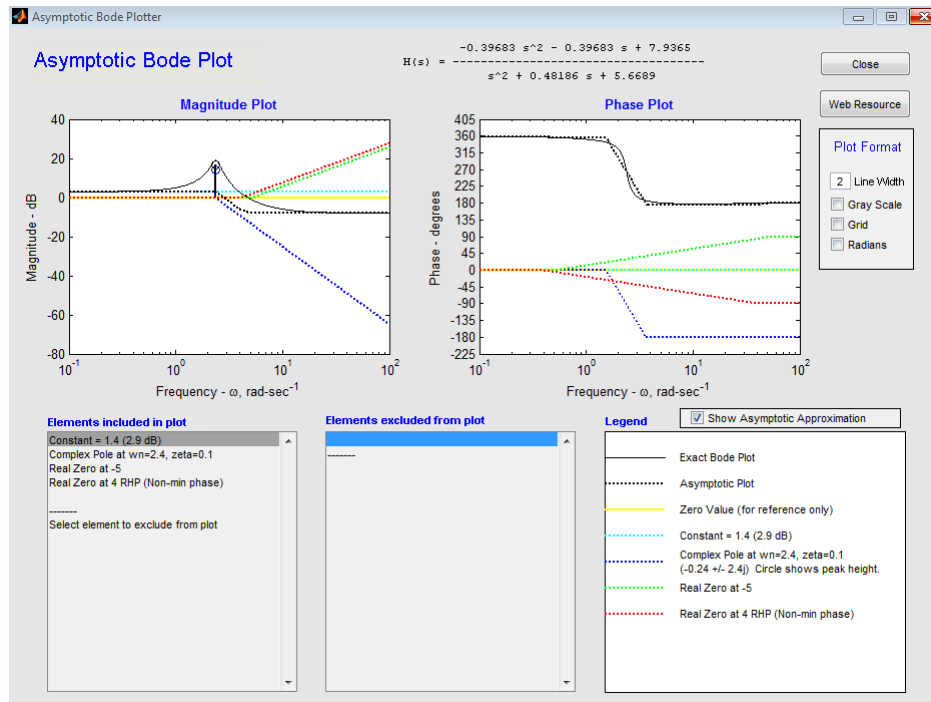 Asymptotic Bode Plotter
Asymptotic Bode Plot
-0.39683 s^2 - 0.39683 s + 7.9365
H(s) = ----------------------------------
s^2 + 0.48186 s + 5.6689
Close
Web Resource
Magnitude Plot
40
20
0
-20
-40
-60
-80
Magnitude - dB
10^-1
10^0
10^1
10^2
Frequency - ω, rad-sec^-1
Phase Plot
405
360
315
270
225
180
135
90
45
0
-45
-90
-135
-180
-225
Phase - degrees
10^-1
10^0
10^1
10^2
Frequency - ω, rad-sec^-1
Plot Format
2 Line Width
Gray Scale
Grid
Radians
Elements included in plot
Constant = 1.4 (2.9 dB)
Complex Pole at wn=2.4, zeta=0.1
Real Zero at -5
Real Zero at 4 RHP (Non-min phase)
-------
Select element to exclude from plot
Elements excluded from plot
-------
Legend
Show Asymptotic Approximation
Exact Bode Plot
Asymptotic Plot
Zero Value (for reference only)
Constant = 1.4 (2.9 dB)
Complex Pole at wn=2.4, zeta=0.1
(-0.24 +/- 2.4j) Circle shows peak height.
Real Zero at -5
Real Zero at 4 RHP (Non-min phase)